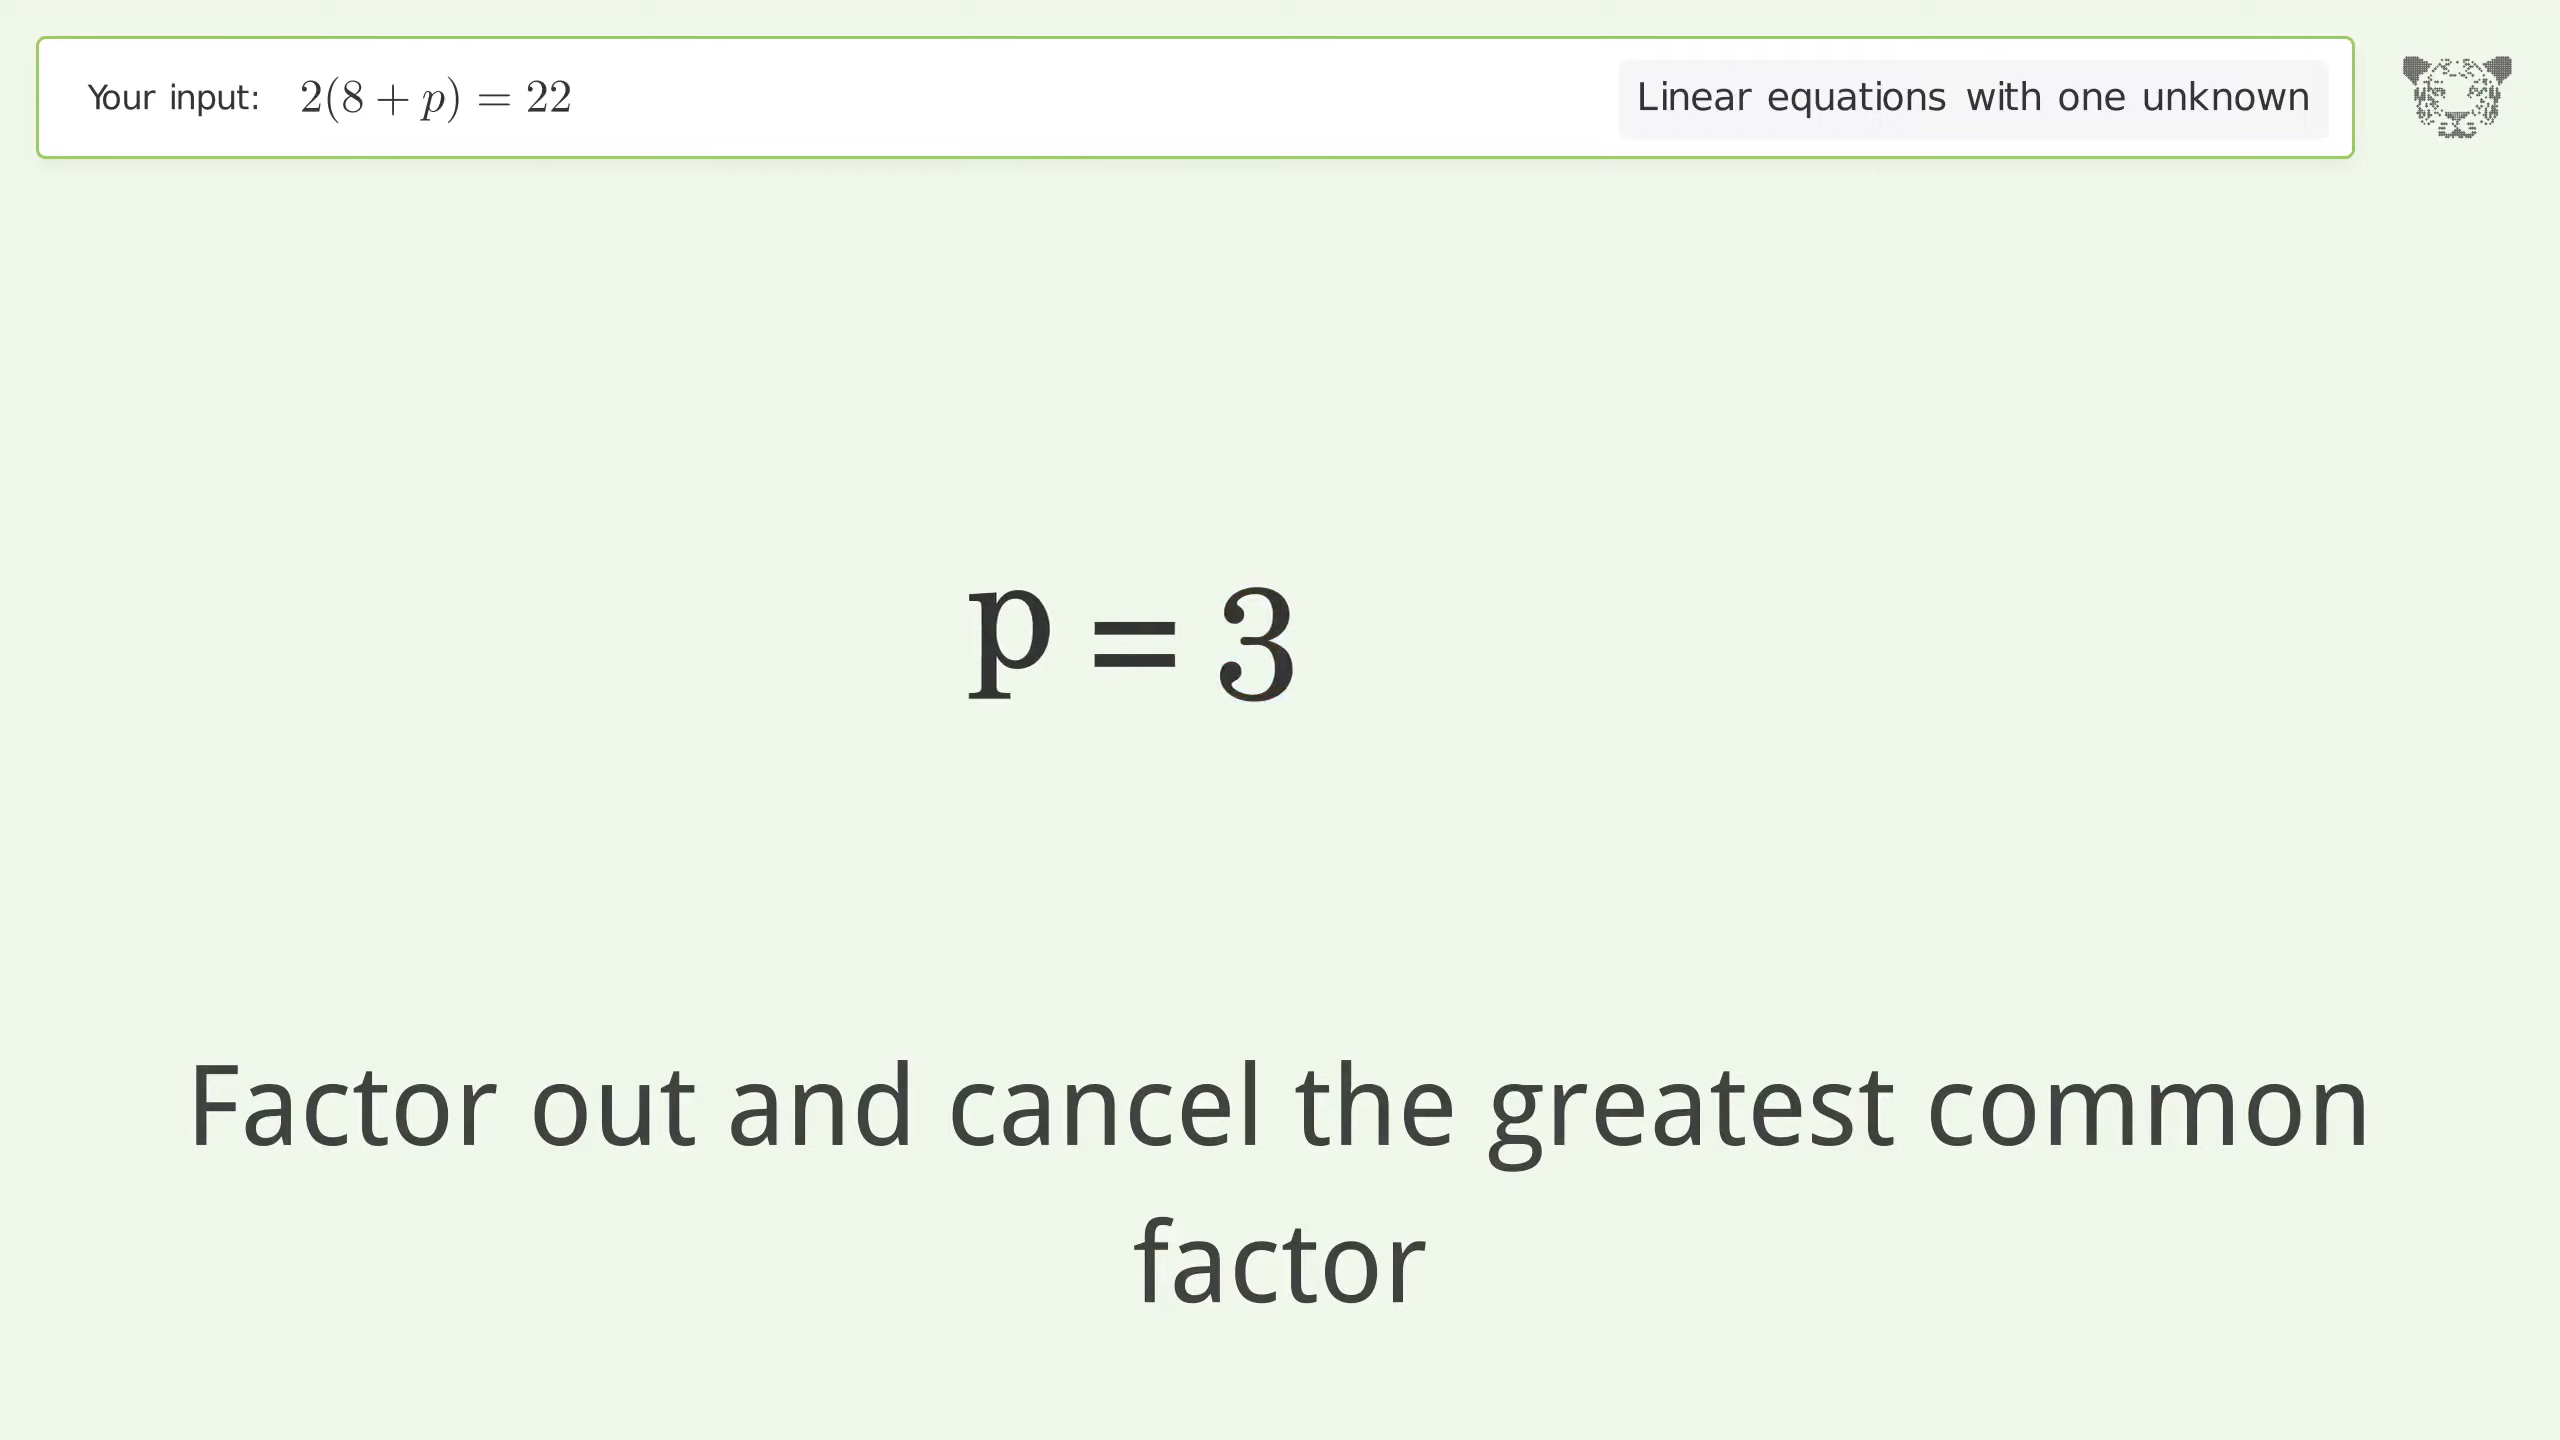 Your input: 2(8 + p) = 22
Linear equations with one unknown
p = 3
Factor out and cancel the greatest common
factor